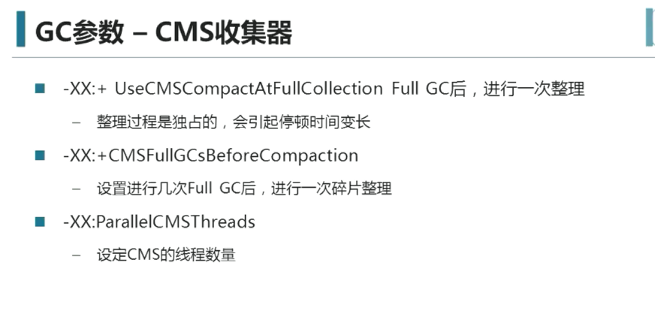 GC参数 – CMS收集器
-XX:+ UseCMSCompactAtFullCollection Full GC后，进行一次整理
– 整理过程是独占的，会引起停顿时间变长
-XX:+CMSFullGCsBeforeCompaction
– 设置进行几次Full GC后，进行一次碎片整理
-XX:ParallelCMSThreads
– 设定CMS的线程数量